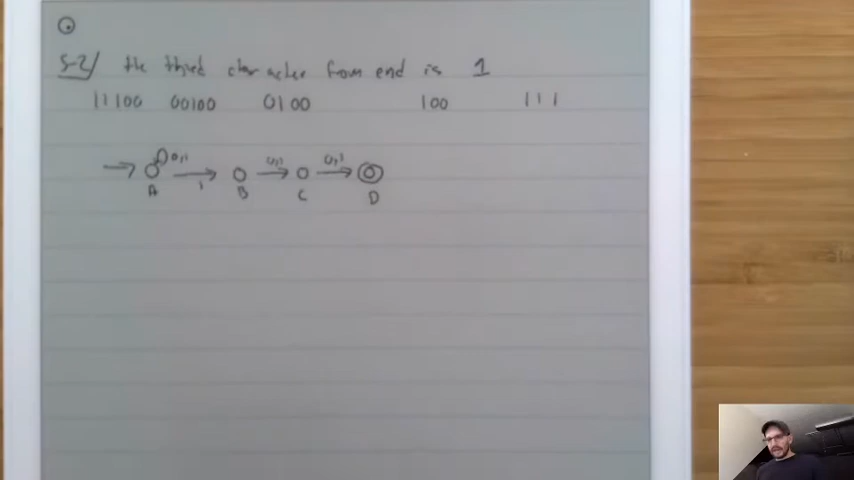 S-2/ the third character from end is 1
11100 00100 0100 100 111
0,1 0,1 0,1
1
A B C D